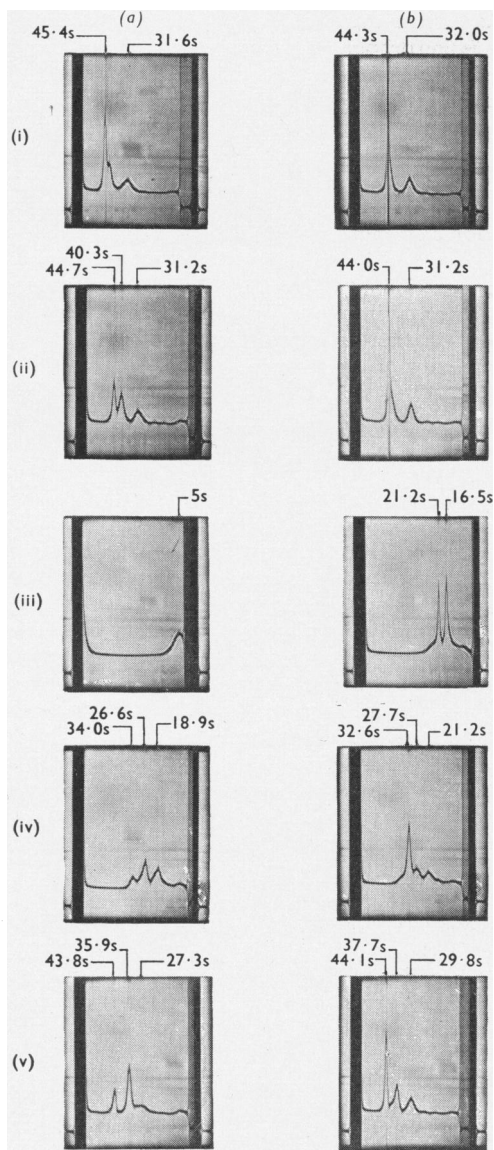 (a) (b)
45·4s 31·6s 44·3s 32·0s
(i)
40·3s
44·7s 31·2s 44·0s 31·2s
(ii)
5s 21·2s 16·5s
(iii)
26·6s 27·7s
34·0s 18·9s 32·6s 21·2s
(iv)
35·9s 37·7s
43·8s 27·3s 44·1s 29·8s
(v)